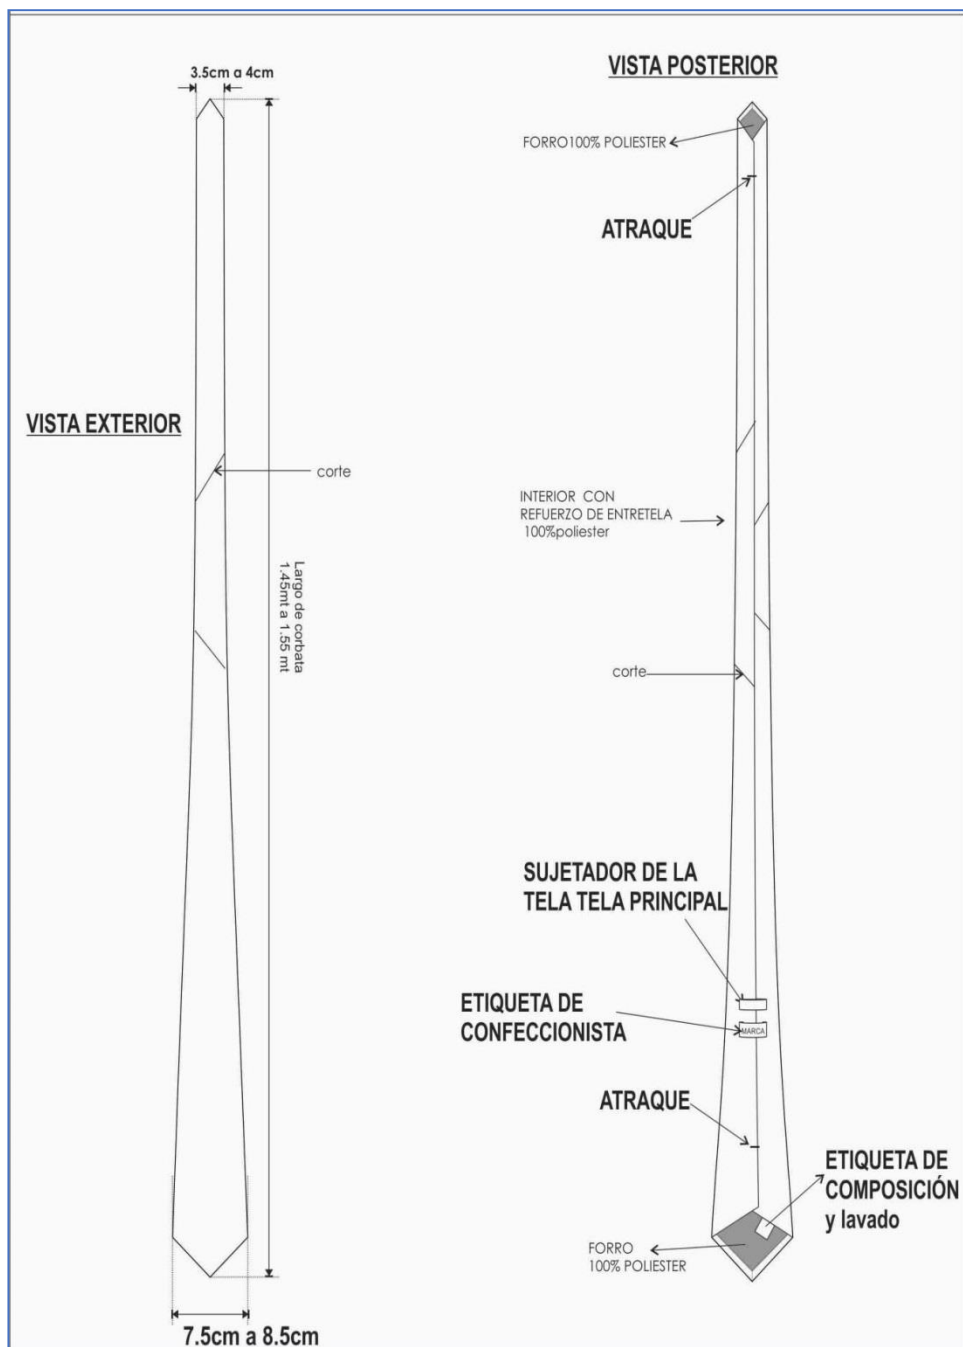 3.5cm a 4cm
VISTA EXTERIOR
corte
Largo de corbata
1.45mt a 1.55 mt
7.5cm a 8.5cm
VISTA POSTERIOR
FORRO100% POLIESTER
ATRAQUE
INTERIOR CON
REFUERZO DE ENTRETELA
100%poliester
corte
SUJETADOR DE LA
TELA TELA PRINCIPAL
ETIQUETA DE
CONFECCIONISTA
MARCA
ATRAQUE
ETIQUETA DE
COMPOSICIÓN
y lavado
FORRO
100% POLIESTER